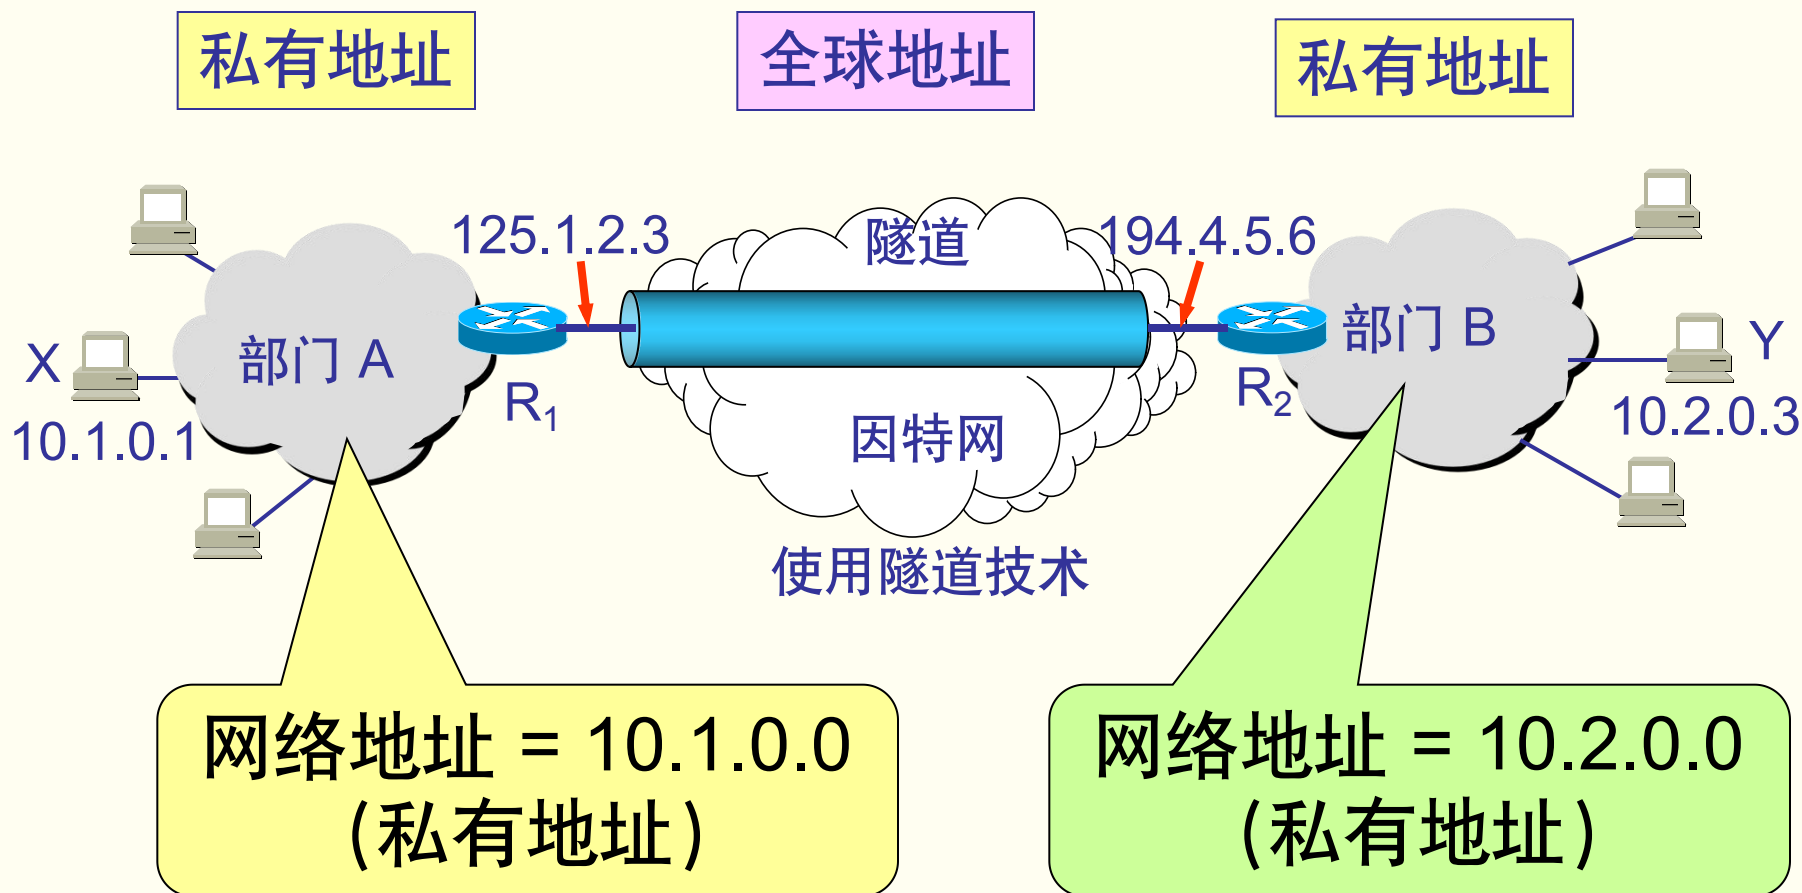 私有地址
全球地址
私有地址
125.1.2.3
隧道
194.4.5.6
部门 A
部门 B
X
Y
R1
R2
10.1.0.1
10.2.0.3
因特网
使用隧道技术
网络地址 = 10.1.0.0
(私有地址)
网络地址 = 10.2.0.0
(私有地址)